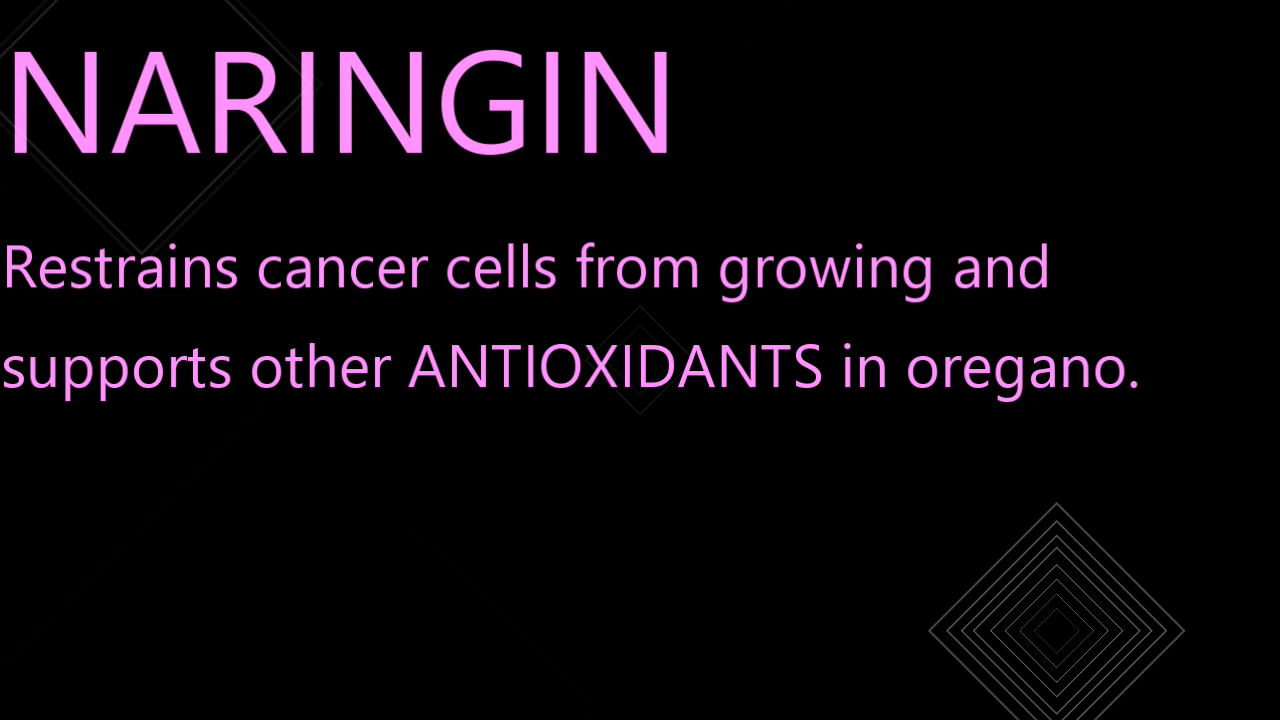 NARINGIN
Restrains cancer cells from growing and
supports other ANTIOXIDANTS in oregano.